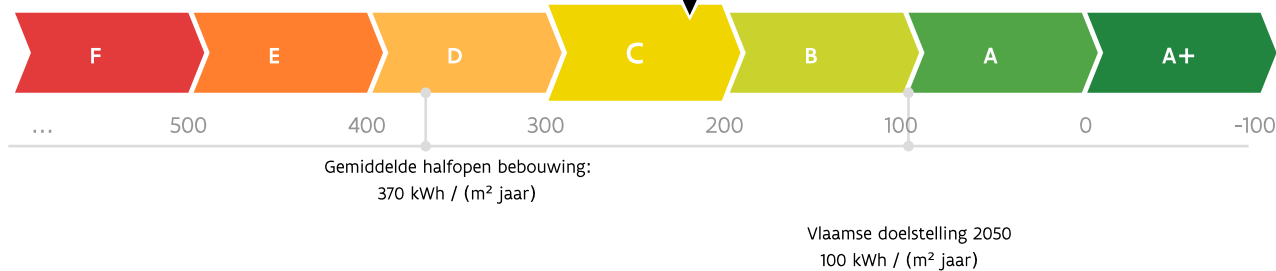 F E D C B A A+
... 500 400 300 200 100 0 -100
Gemiddelde halfopen bebouwing:
370 kWh / (m² jaar)
Vlaamse doelstelling 2050
100 kWh / (m² jaar)